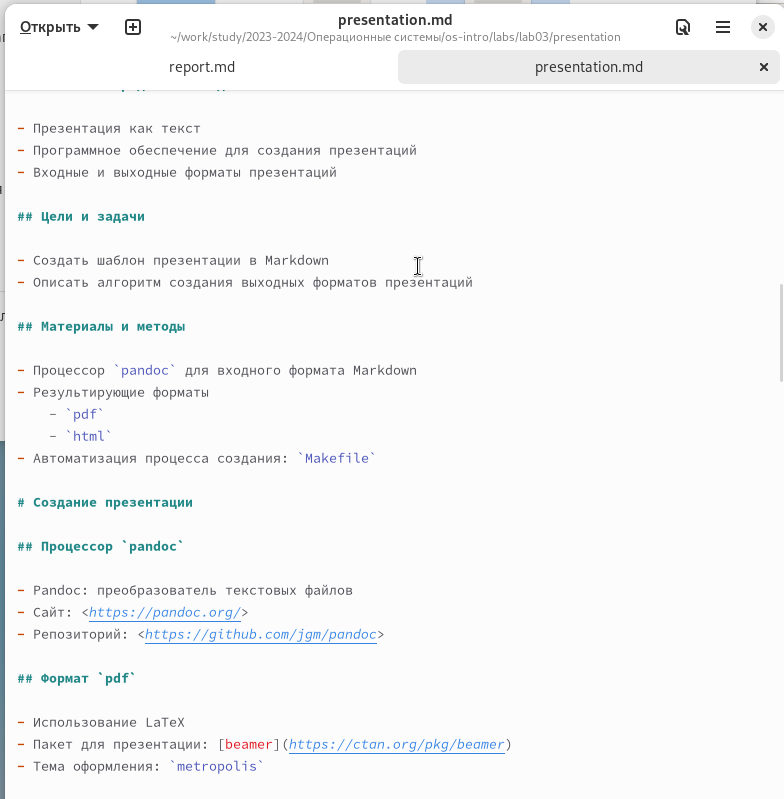 Открыть
presentation.md
~/work/study/2023-2024/Операционные системы/os-intro/labs/lab03/presentation
report.md
presentation.md
- Презентация как текст
- Программное обеспечение для создания презентаций
- Входные и выходные форматы презентаций
## Цели и задачи
- Создать шаблон презентации в Markdown
- Описать алгоритм создания выходных форматов презентаций
## Материалы и методы
- Процессор `pandoc` для входного формата Markdown
- Результирующие форматы
- `pdf`
- `html`
- Автоматизация процесса создания: `Makefile`
# Создание презентации
## Процессор `pandoc`
- Pandoc: преобразователь текстовых файлов
- Сайт: <https://pandoc.org/>
- Репозиторий: <https://github.com/jgm/pandoc>
## Формат `pdf`
- Использование LaTeX
- Пакет для презентации: [beamer](https://ctan.org/pkg/beamer)
- Тема оформления: `metropolis`